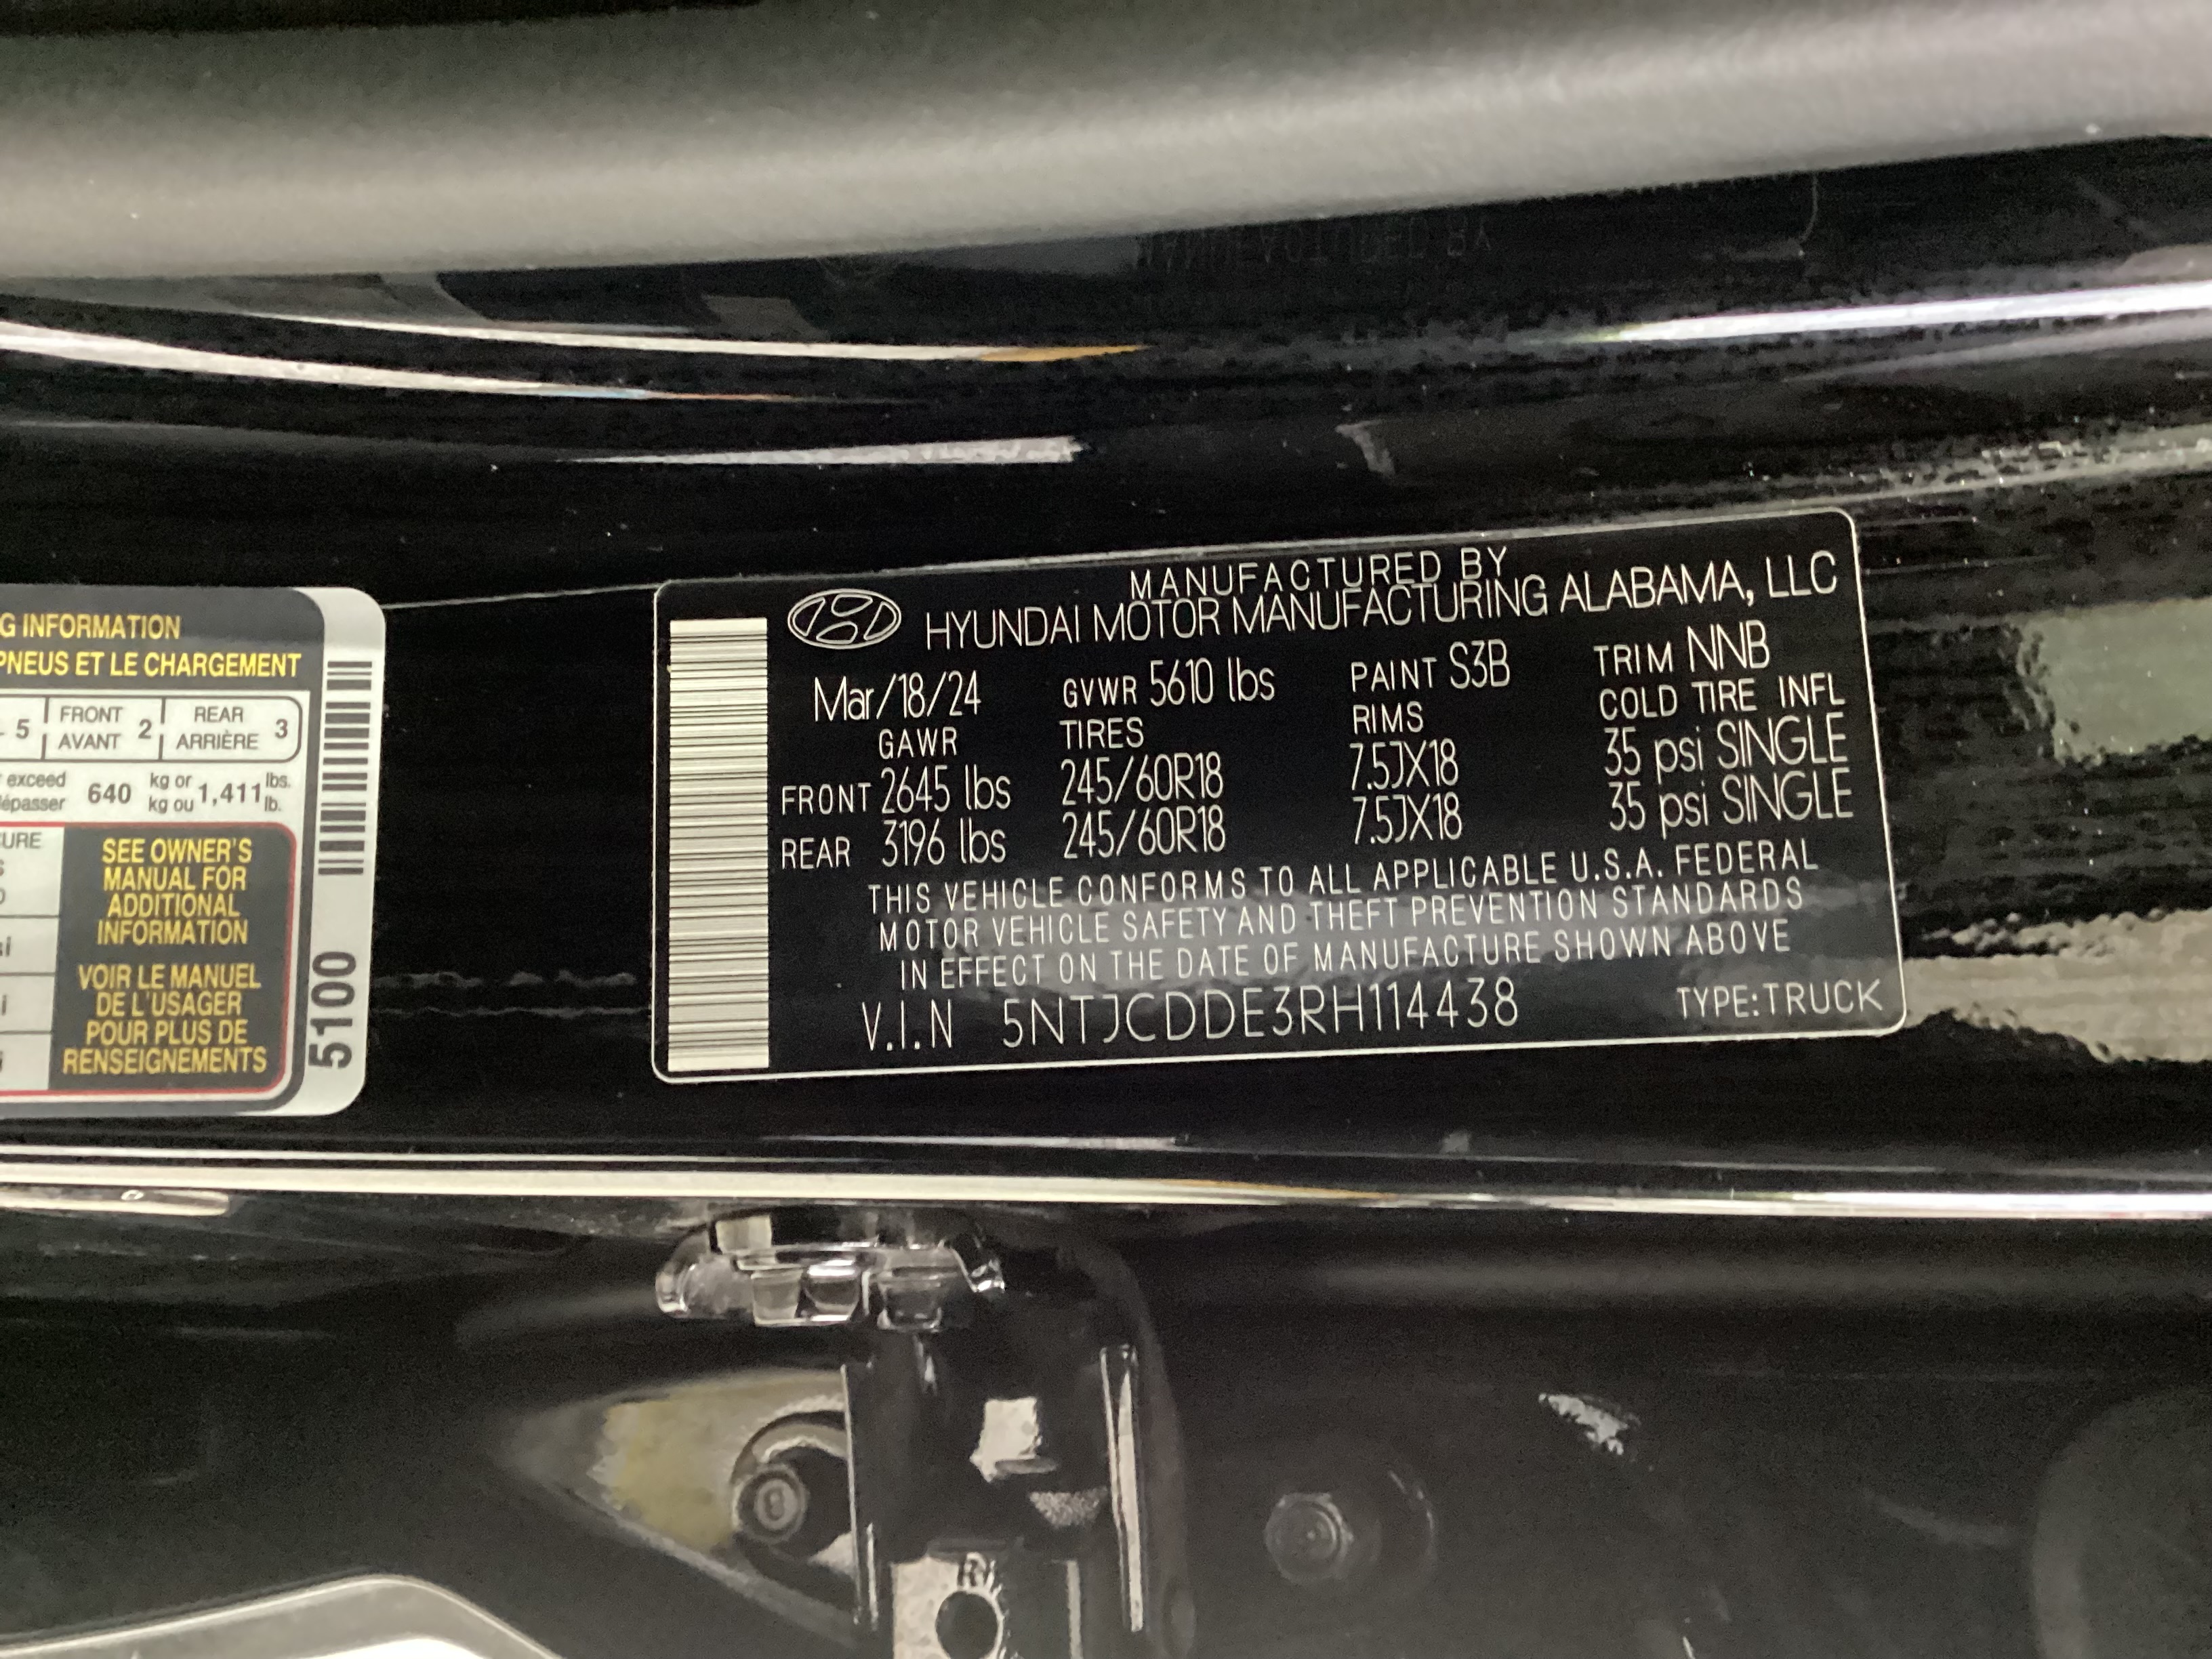 G INFORMATION
PNEUS ET LE CHARGEMENT
5 FRONT AVANT 2 REAR ARRIÈRE 3
exceed 640 kg or 1,411 lbs.
épasser kg ou lb.
SEE OWNER'S
MANUAL FOR
ADDITIONAL
INFORMATION
VOIR LE MANUEL
DE L'USAGER
POUR PLUS DE
RENSEIGNEMENTS
5100
MANUFACTURED BY
HYUNDAI MOTOR MANUFACTURING ALABAMA, LLC
Mar/18/24 GVWR 5610 lbs PAINT S3B TRIM NNB
GAWR TIRES RIMS COLD TIRE INFL
FRONT 2645 lbs 245/60R18 7.5JX18 35 psi SINGLE
REAR 3196 lbs 245/60R18 7.5JX18 35 psi SINGLE
THIS VEHICLE CONFORMS TO ALL APPLICABLE U.S.A. FEDERAL
MOTOR VEHICLE SAFETY AND THEFT PREVENTION STANDARDS
IN EFFECT ON THE DATE OF MANUFACTURE SHOWN ABOVE
V.I.N 5NTJCDDE3RH114438 TYPE:TRUCK